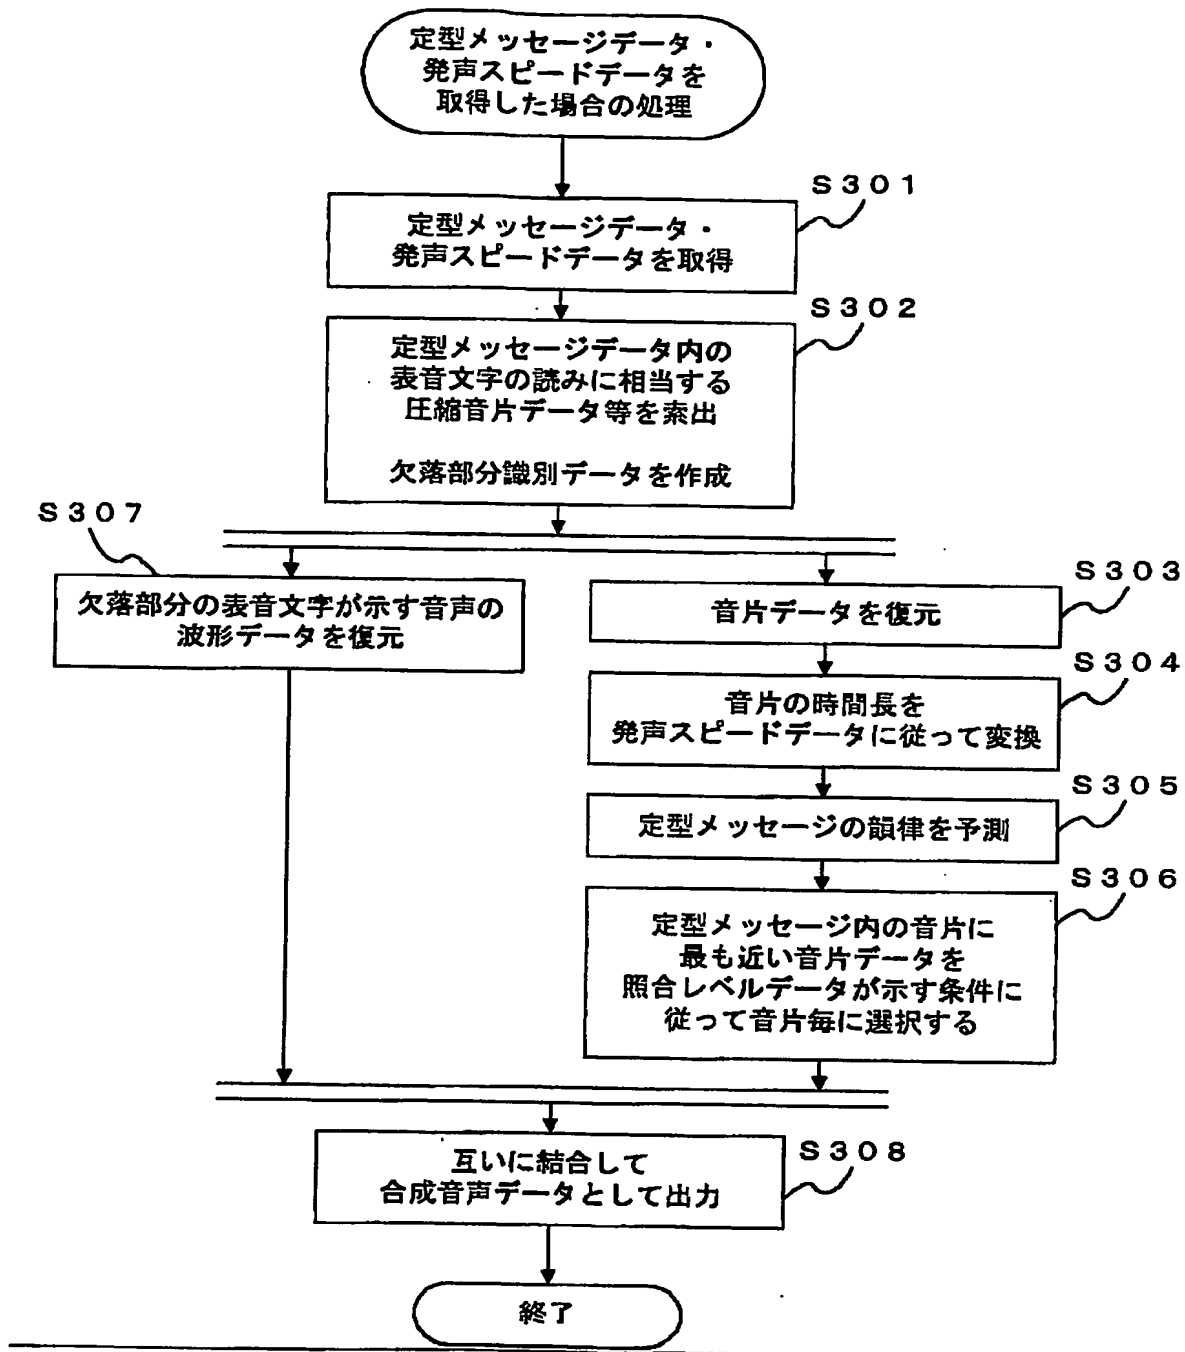 定型メッセージデータ・
発声スピードデータを
取得した場合の処理
S301
定型メッセージデータ・
発声スピードデータを取得
S302
定型メッセージデータ内の
表音文字の読みに相当する
圧縮音片データ等を索出
欠落部分識別データを作成
S307
欠落部分の表音文字が示す音声の
波形データを復元
S303
音片データを復元
S304
音片の時間長を
発声スピードデータに従って変換
S305
定型メッセージの韻律を予測
S306
定型メッセージ内の音片に
最も近い音片データを
照合レベルデータが示す条件に
従って音片毎に選択する
S308
互いに結合して
合成音声データとして出力
終了